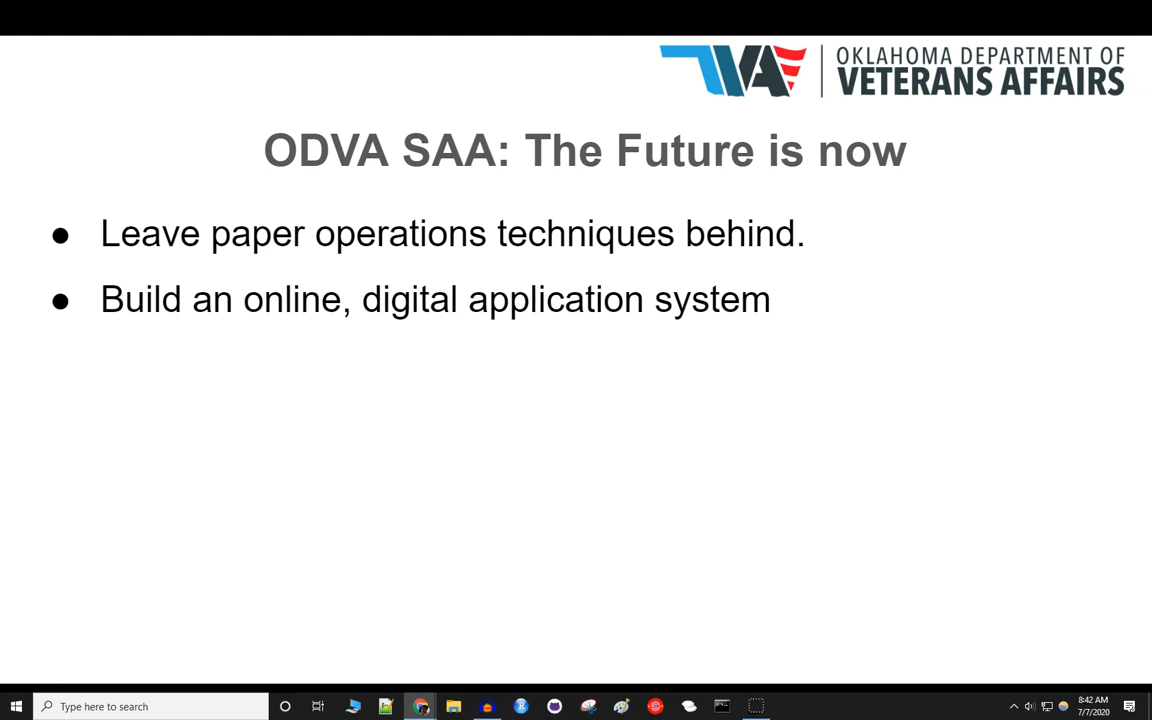 OKLAHOMA DEPARTMENT OF
VETERANS AFFAIRS
ODVA SAA: The Future is now
● Leave paper operations techniques behind.
● Build an online, digital application system
Type here to search
8:42 AM
7/7/2020